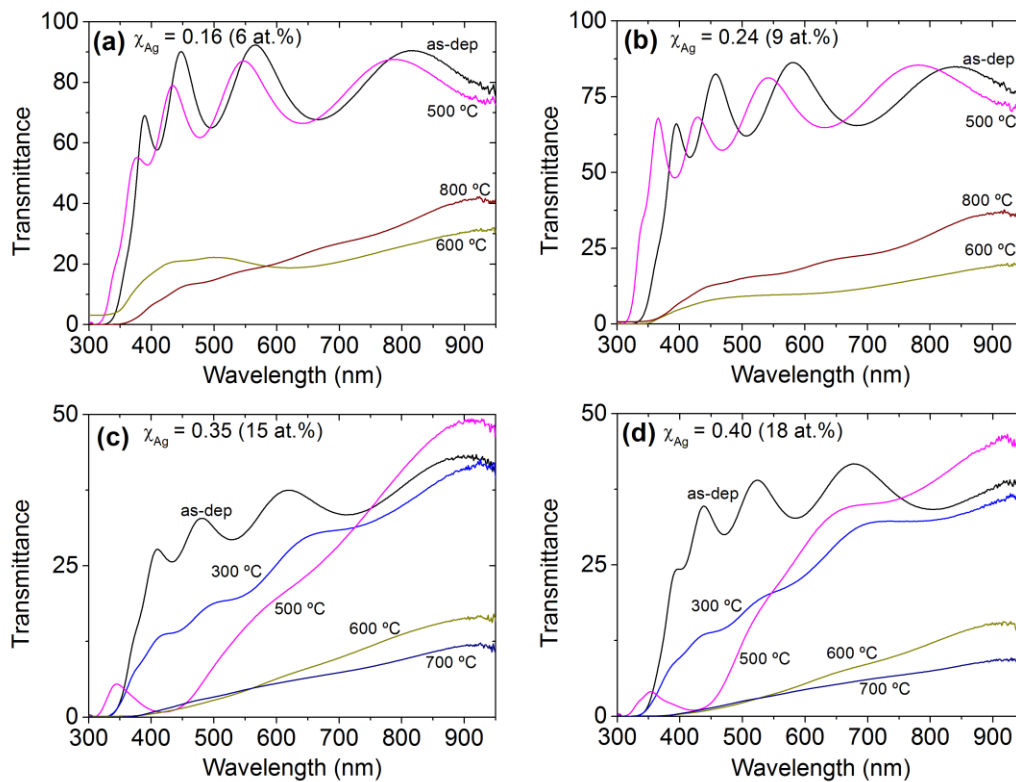 (a) χAg = 0.16 (6 at.%)
as-dep
500 ºC
800 ºC
600 ºC
Transmittance
100
80
60
40
20
0
300 400 500 600 700 800 900
Wavelength (nm)
(b) χAg = 0.24 (9 at.%)
as-dep
500 ºC
800 ºC
600 ºC
Transmittance
100
75
50
25
0
300 400 500 600 700 800 900
Wavelength (nm)
(c) χAg = 0.35 (15 at.%)
as-dep
300 ºC
500 ºC
600 ºC
700 ºC
Transmittance
50
25
0
300 400 500 600 700 800 900
Wavelength (nm)
(d) χAg = 0.40 (18 at.%)
as-dep
300 ºC
500 ºC
600 ºC
700 ºC
Transmittance
50
25
0
300 400 500 600 700 800 900
Wavelength (nm)